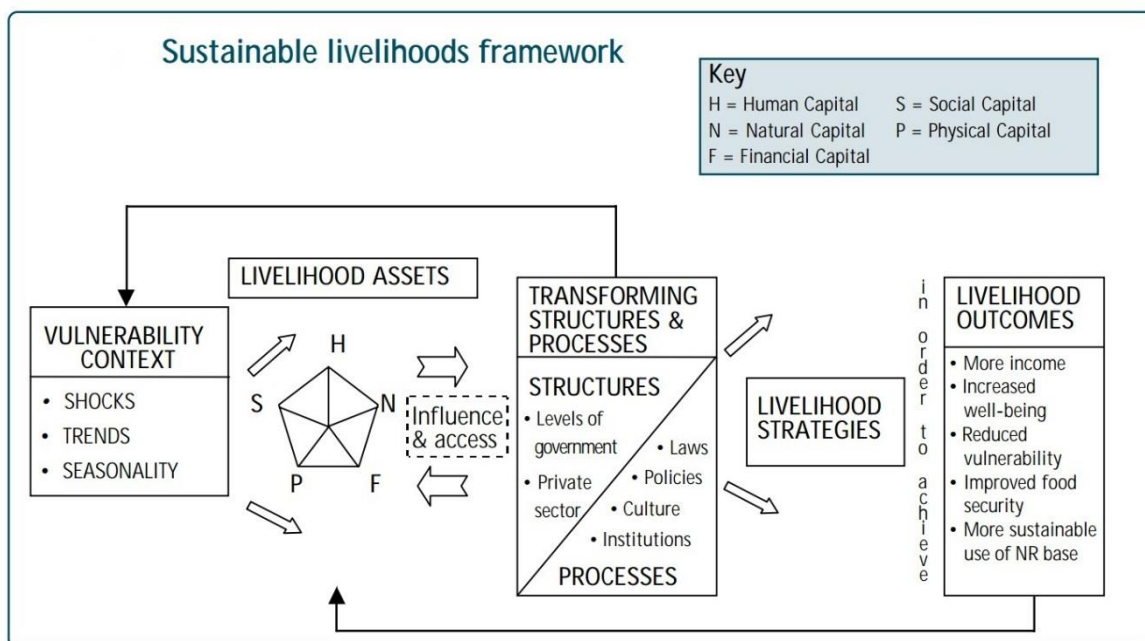 Sustainable livelihoods framework
Key
H = Human Capital S = Social Capital
N = Natural Capital P = Physical Capital
F = Financial Capital
LIVELIHOOD ASSETS
VULNERABILITY
CONTEXT
• SHOCKS
• TRENDS
• SEASONALITY
H
S
N
P
F
Influence
& access
TRANSFORMING
STRUCTURES &
PROCESSES
STRUCTURES
• Levels of
government
• Private
sector
• Laws
• Policies
• Culture
• Institutions
PROCESSES
LIVELIHOOD
STRATEGIES
in order to achieve
LIVELIHOOD
OUTCOMES
• More income
• Increased
well-being
• Reduced
vulnerability
• Improved food
security
• More sustainable
use of NR base